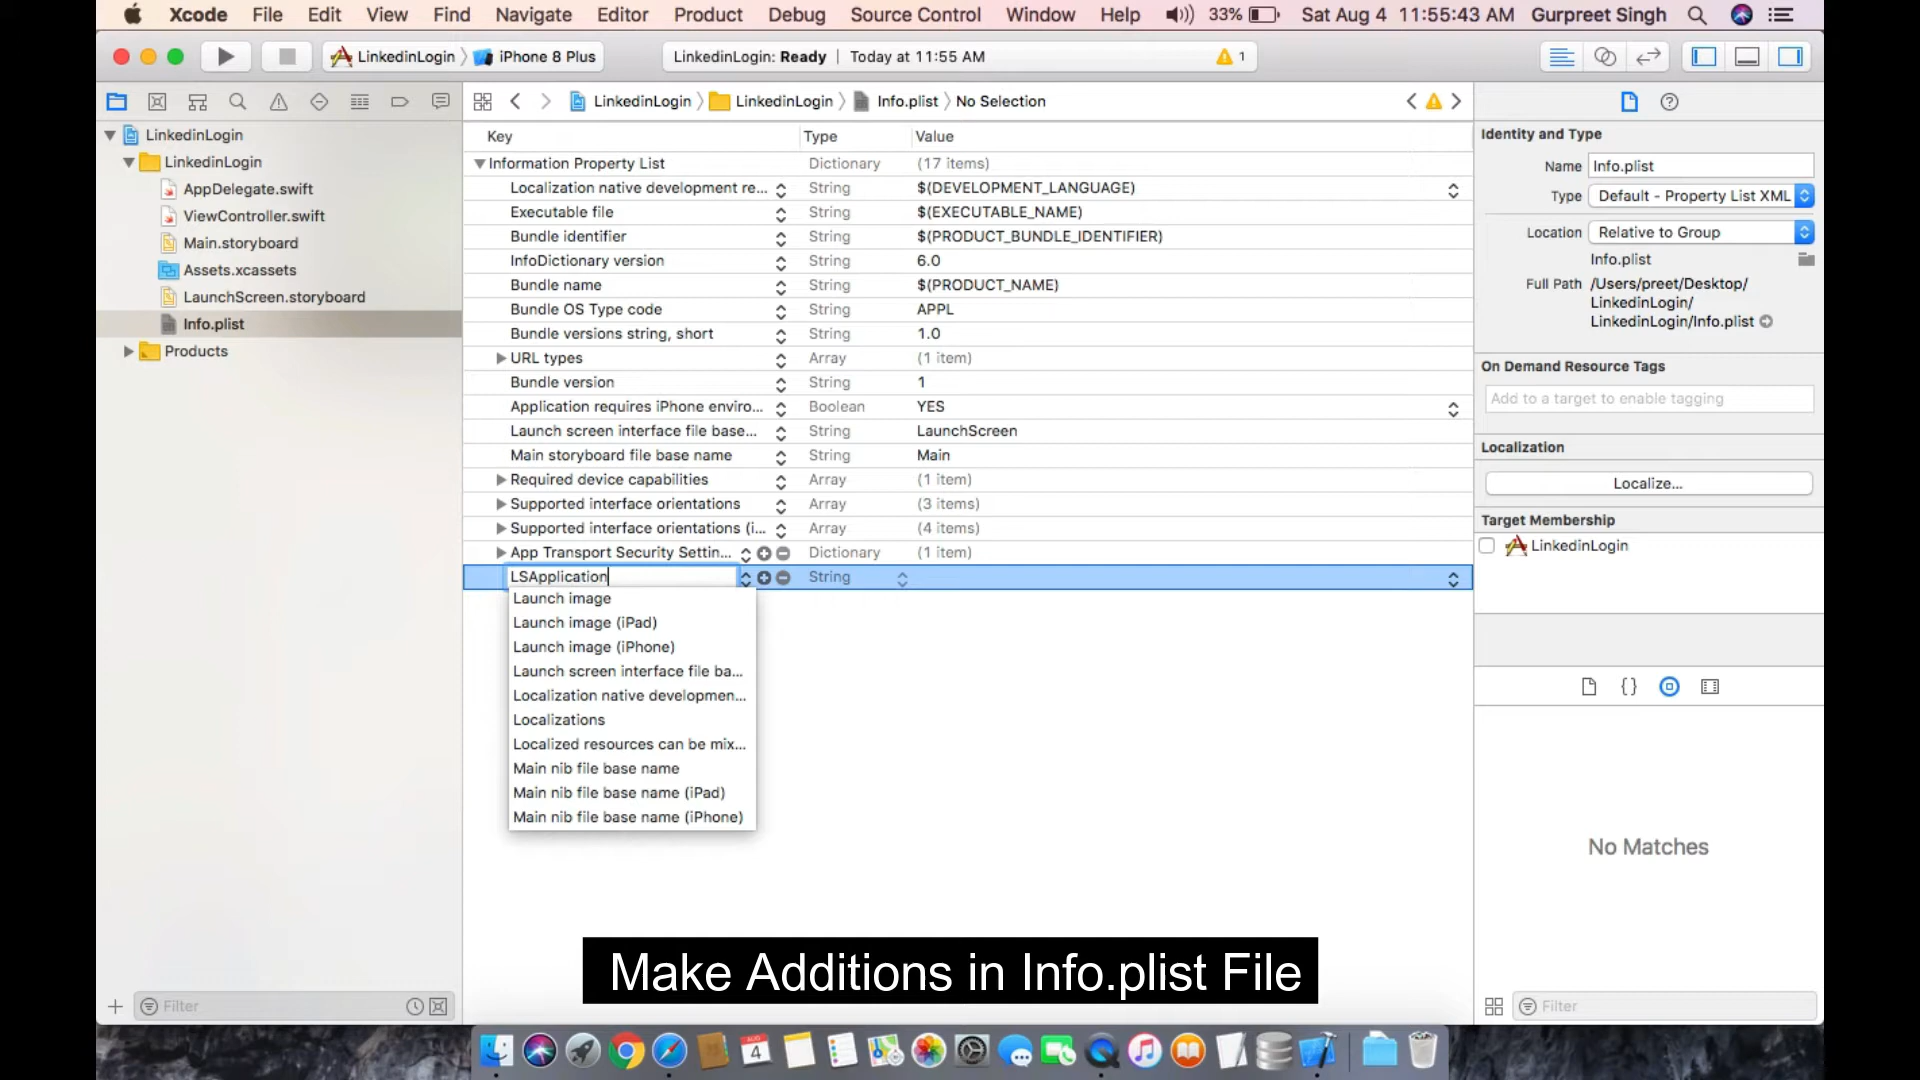 Xcode File Edit View Find Navigate Editor Product Debug Source Control Window Help 33% Sat Aug 4 11:55:43 AM Gurpreet Singh
LinkedinLogin iPhone 8 Plus LinkedinLogin: Ready Today at 11:55 AM 1
LinkedinLogin LinkedinLogin Info.plist No Selection
LinkedinLogin
LinkedinLogin
AppDelegate.swift
ViewController.swift
Main.storyboard
Assets.xcassets
LaunchScreen.storyboard
Info.plist
Products
Filter
Key Type Value
Information Property List Dictionary (17 items)
Localization native development re... String $(DEVELOPMENT_LANGUAGE)
Executable file String $(EXECUTABLE_NAME)
Bundle identifier String $(PRODUCT_BUNDLE_IDENTIFIER)
InfoDictionary version String 6.0
Bundle name String $(PRODUCT_NAME)
Bundle OS Type code String APPL
Bundle versions string, short String 1.0
URL types Array (1 item)
Bundle version String 1
Application requires iPhone enviro... Boolean YES
Launch screen interface file base... String LaunchScreen
Main storyboard file base name String Main
Required device capabilities Array (1 item)
Supported interface orientations Array (3 items)
Supported interface orientations (i... Array (4 items)
App Transport Security Settin... Dictionary (1 item)
LSApplication String
Launch image
Launch image (iPad)
Launch image (iPhone)
Launch screen interface file ba...
Localization native developmen...
Localizations
Localized resources can be mix...
Main nib file base name
Main nib file base name (iPad)
Main nib file base name (iPhone)
Identity and Type
Name Info.plist
Type Default - Property List XML
Location Relative to Group
Info.plist
Full Path /Users/preet/Desktop/
LinkedinLogin/
LinkedinLogin/Info.plist
On Demand Resource Tags
Add to a target to enable tagging
Localization
Localize...
Target Membership
LinkedinLogin
No Matches
Filter
Make Additions in Info.plist File
AUG
4